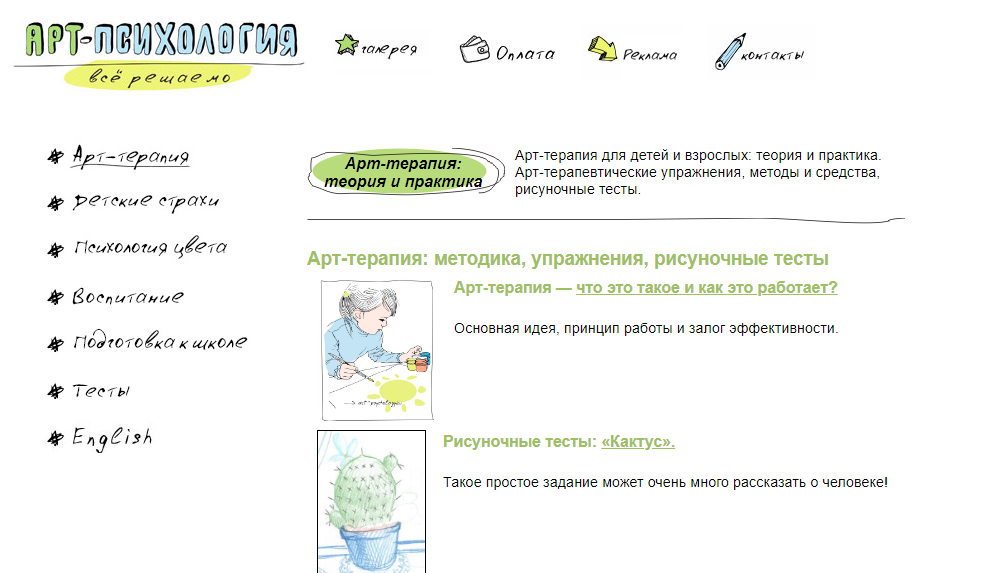 АРТ-ПСИХОЛОГИЯ
всё решаемо
галерея
Оплата
Реклама
контакты
Арт-терапия
Детские страхи
Психология цвета
Воспитание
Подготовка к школе
Тесты
English
Арт-терапия:
теория и практика
Арт-терапия для детей и взрослых: теория и практика.
Арт-терапевтические упражнения, методы и средства,
рисуночные тесты.
Арт-терапия: методика, упражнения, рисуночные тесты
Арт-терапия — что это такое и как это работает?
Основная идея, принцип работы и залог эффективности.
Рисуночные тесты: «Кактус».
Такое простое задание может очень много рассказать о человеке!